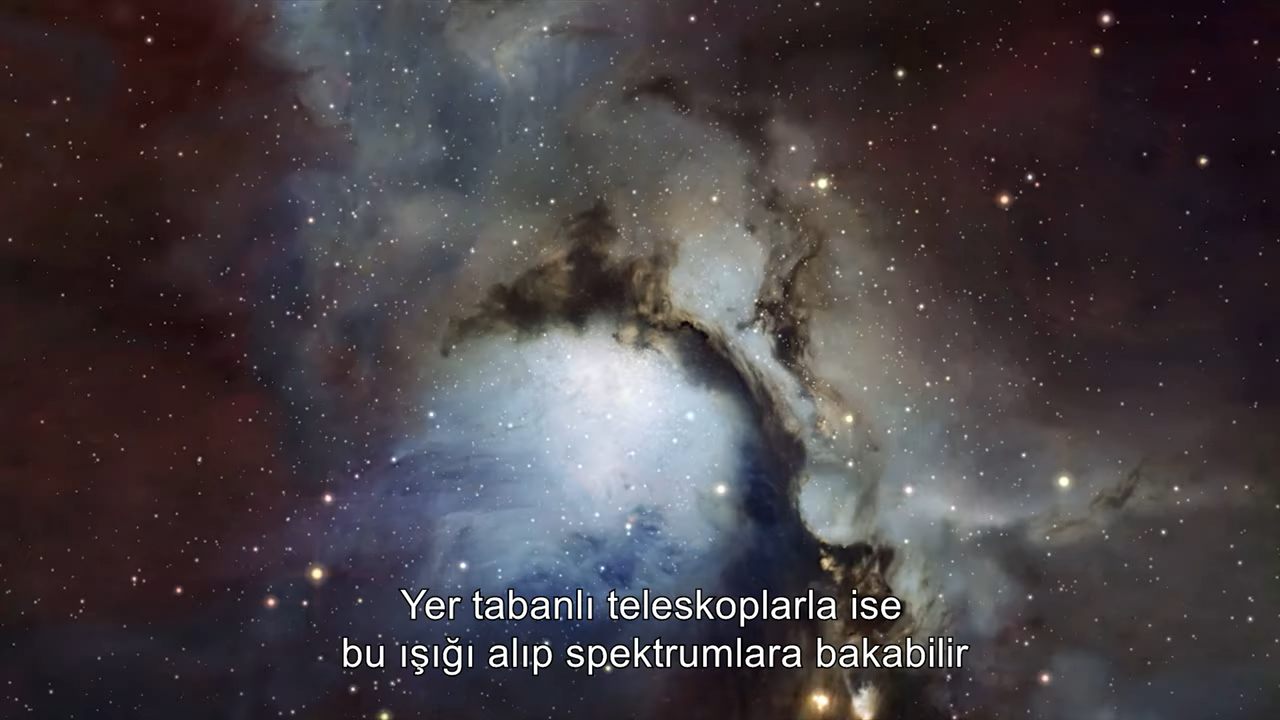 Yer tabanlı teleskoplarla ise
bu ışığı alıp spektrumlara bakabilir